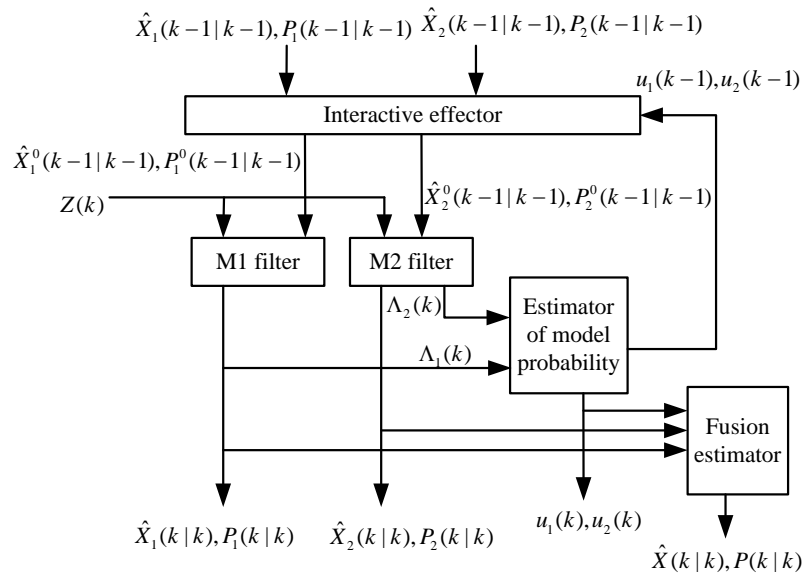 X̂₁(k−1|k−1), P₁(k−1|k−1)
X̂₂(k−1|k−1), P₂(k−1|k−1)
u₁(k−1), u₂(k−1)
Interactive effector
X̂₁⁰(k−1|k−1), P₁⁰(k−1|k−1)
Z(k)
X̂₂⁰(k−1|k−1), P₂⁰(k−1|k−1)
M1 filter
M2 filter
Λ₂(k)
Estimator
of model
probability
Λ₁(k)
Fusion
estimator
X̂₁(k|k), P₁(k|k)
X̂₂(k|k), P₂(k|k)
u₁(k), u₂(k)
X̂(k|k), P(k|k)